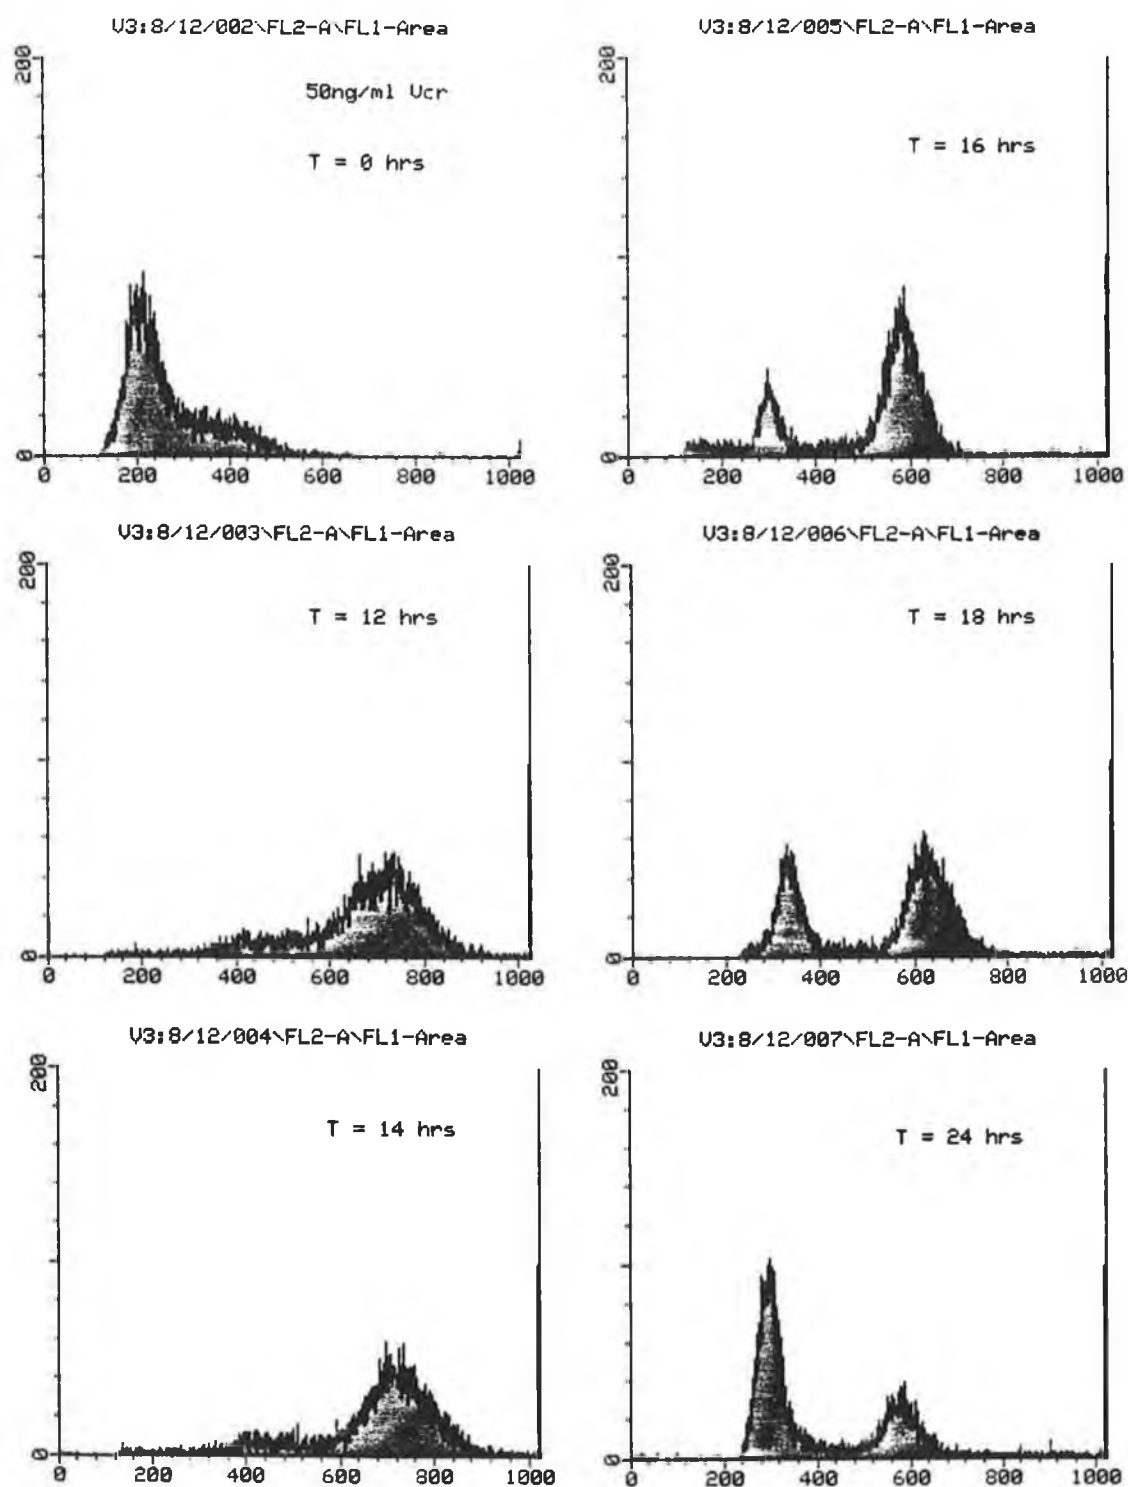 V3:8/12/002\FL2-A\FL1-Area
200
50ng/ml Vcr
T = 0 hrs
0
0 200 400 600 800 1000
V3:8/12/005\FL2-A\FL1-Area
200
T = 16 hrs
0
0 200 400 600 800 1000
V3:8/12/003\FL2-A\FL1-Area
200
T = 12 hrs
0
0 200 400 600 800 1000
V3:8/12/006\FL2-A\FL1-Area
200
T = 18 hrs
0
0 200 400 600 800 1000
V3:8/12/004\FL2-A\FL1-Area
200
T = 14 hrs
0
0 200 400 600 800 1000
V3:8/12/007\FL2-A\FL1-Area
200
T = 24 hrs
0
0 200 400 600 800 1000